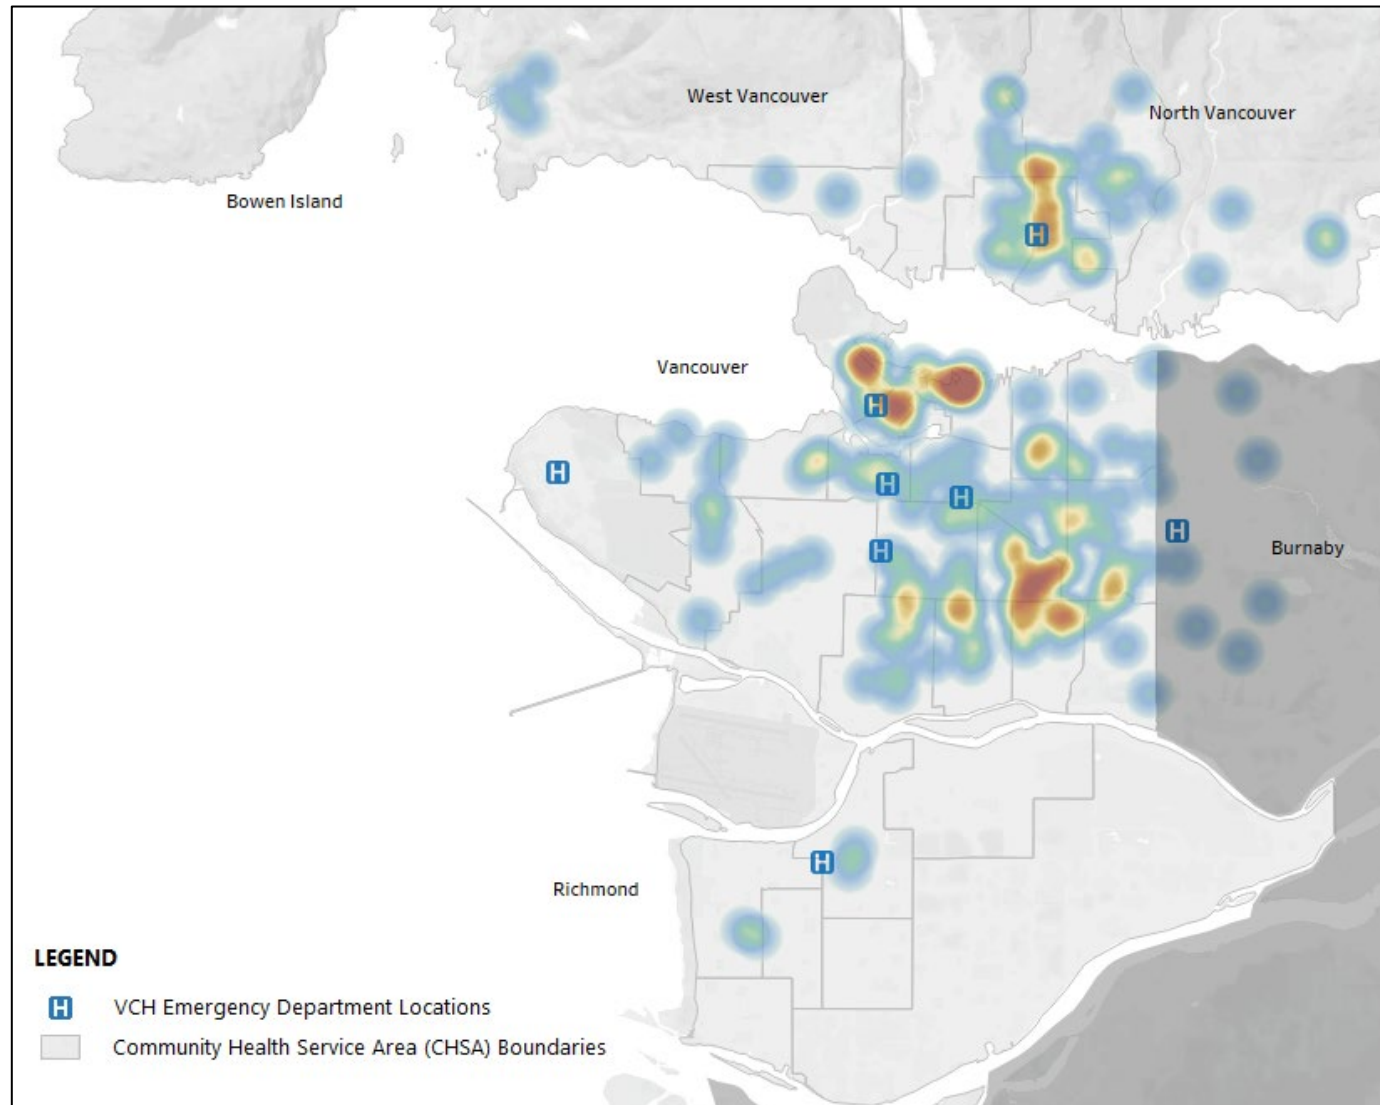 West Vancouver
North Vancouver
Bowen Island
H
Vancouver
H
H
H
H
H
H
Burnaby
H
Richmond
LEGEND
H VCH Emergency Department Locations
Community Health Service Area (CHSA) Boundaries